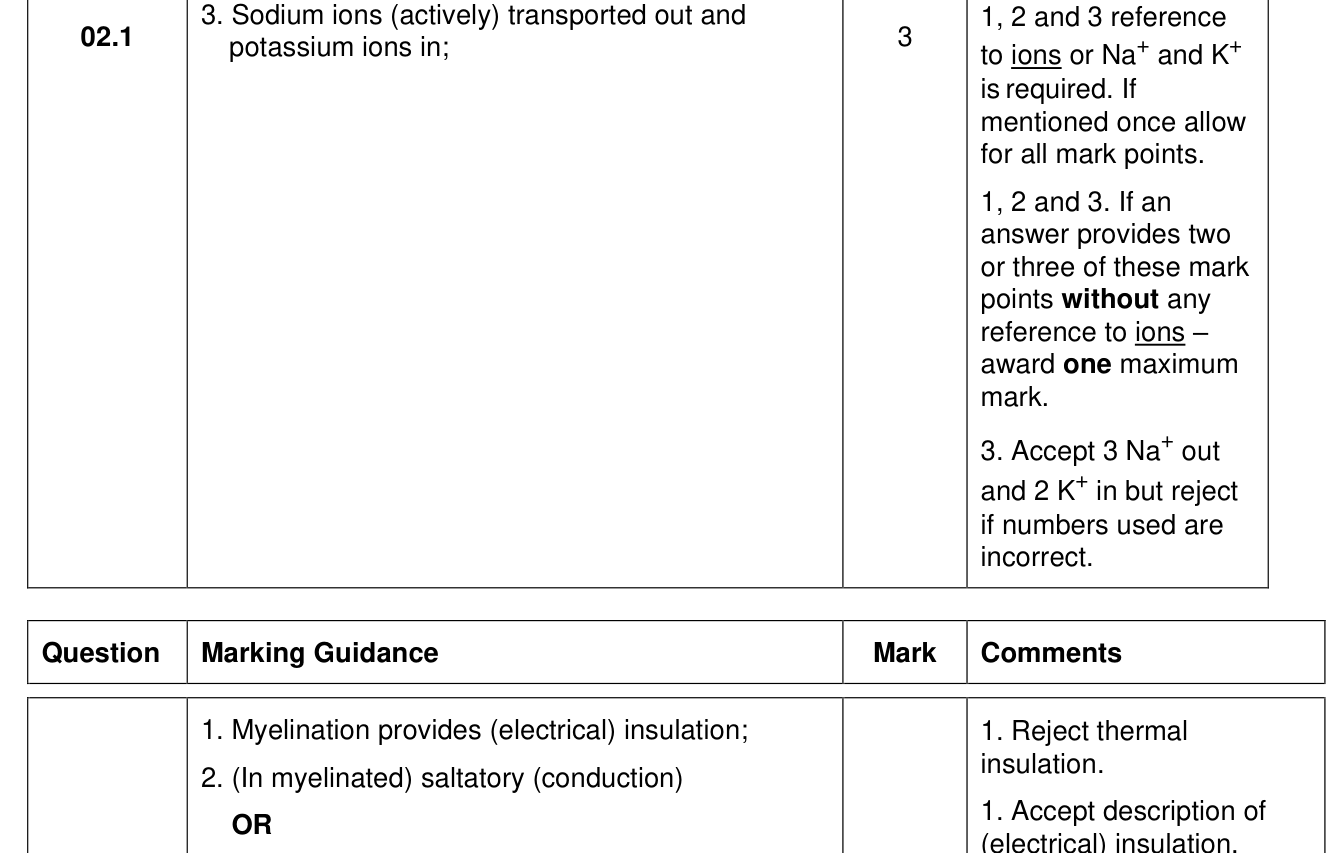 02.1
3. Sodium ions (actively) transported out and
potassium ions in;
3
1, 2 and 3 reference
to ions or Na⁺ and K⁺
is required. If
mentioned once allow
for all mark points.
1, 2 and 3. If an
answer provides two
or three of these mark
points without any
reference to ions –
award one maximum
mark.
3. Accept 3 Na⁺ out
and 2 K⁺ in but reject
if numbers used are
incorrect.
Question Marking Guidance Mark Comments
1. Myelination provides (electrical) insulation;
2. (In myelinated) saltatory (conduction)
OR
1. Reject thermal
insulation.
1. Accept description of
(electrical) insulation.